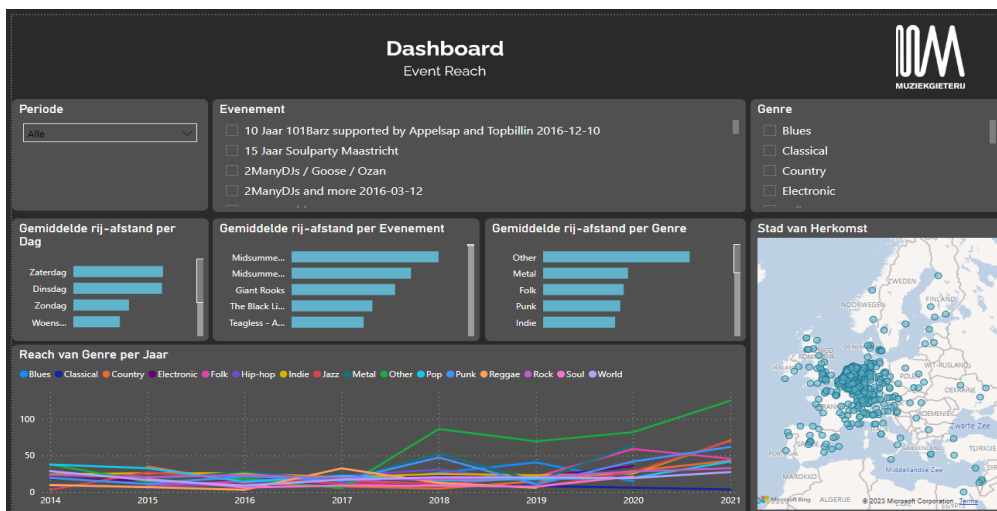 Dashboard
Event Reach
MUZIEKGIETERIJ
Periode
Alle
Evenement
10 Jaar 101Barz supported by Appelsap and Topbillin 2016-12-10
15 Jaar Soulparty Maastricht
2ManyDJs / Goose / Ozan
2ManyDJs and more 2016-03-12
Genre
Blues
Classical
Country
Electronic
Gemiddelde rij-afstand per
Dag
Zaterdag
Dinsdag
Zondag
Woens...
Gemiddelde rij-afstand per Evenement
Midsumme...
Midsumme...
Giant Rooks
The Black Li...
Teagless - A...
Gemiddelde rij-afstand per Genre
Other
Metal
Folk
Punk
Indie
Stad van Herkomst
ZWEDEN
FINLAND
NOORWEGEN
WIT-RUSLAND
OEKRAÏNE
ROEMENIË
Zwarte Zee
TURKIJE
Middellandse Zee
MAROKKO
ALGERIJE
Microsoft Bing
© 2023 Microsoft Corporation Terms
Reach van Genre per Jaar
Blues Classical Country Electronic Folk Hip-hop Indie Jazz Metal Other Pop Punk Reggae Rock Soul World
100
50
0
2014 2015 2016 2017 2018 2019 2020 2021